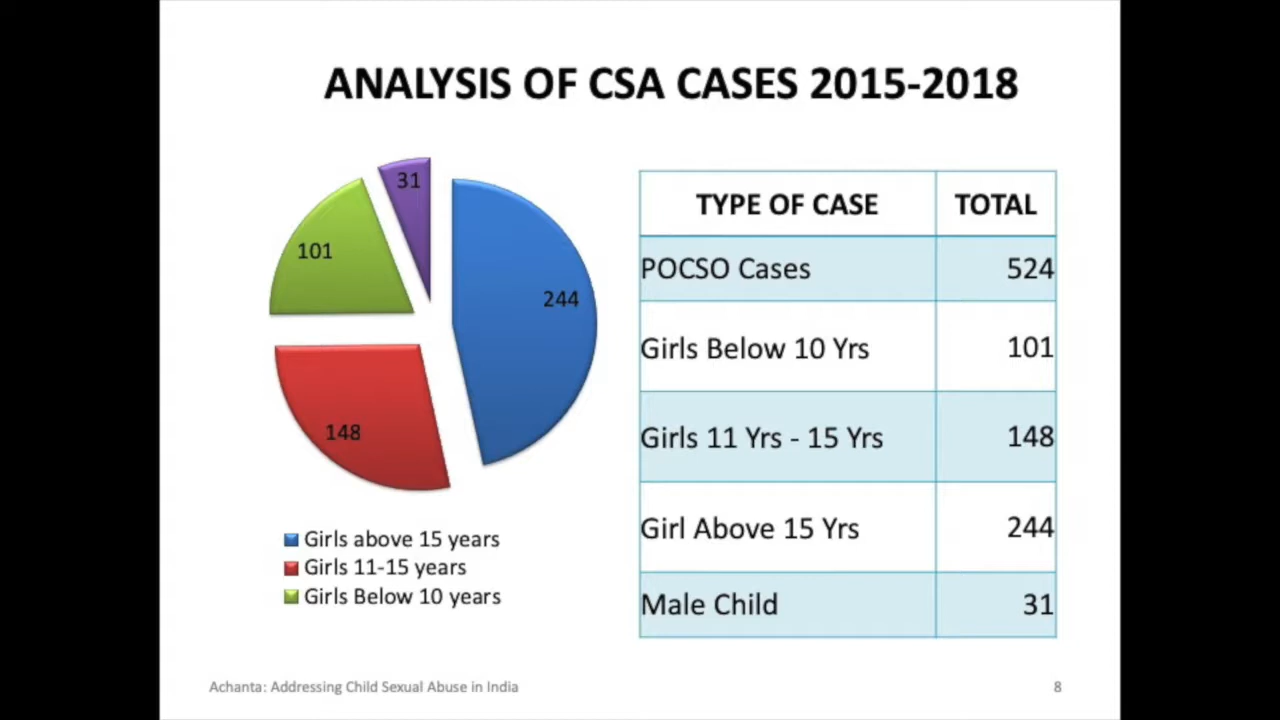 ANALYSIS OF CSA CASES 2015-2018
31
101
244
148
Girls above 15 years
Girls 11-15 years
Girls Below 10 years
TYPE OF CASE TOTAL
POCSO Cases 524
Girls Below 10 Yrs 101
Girls 11 Yrs - 15 Yrs 148
Girl Above 15 Yrs 244
Male Child 31
Achanta: Addressing Child Sexual Abuse in India 8